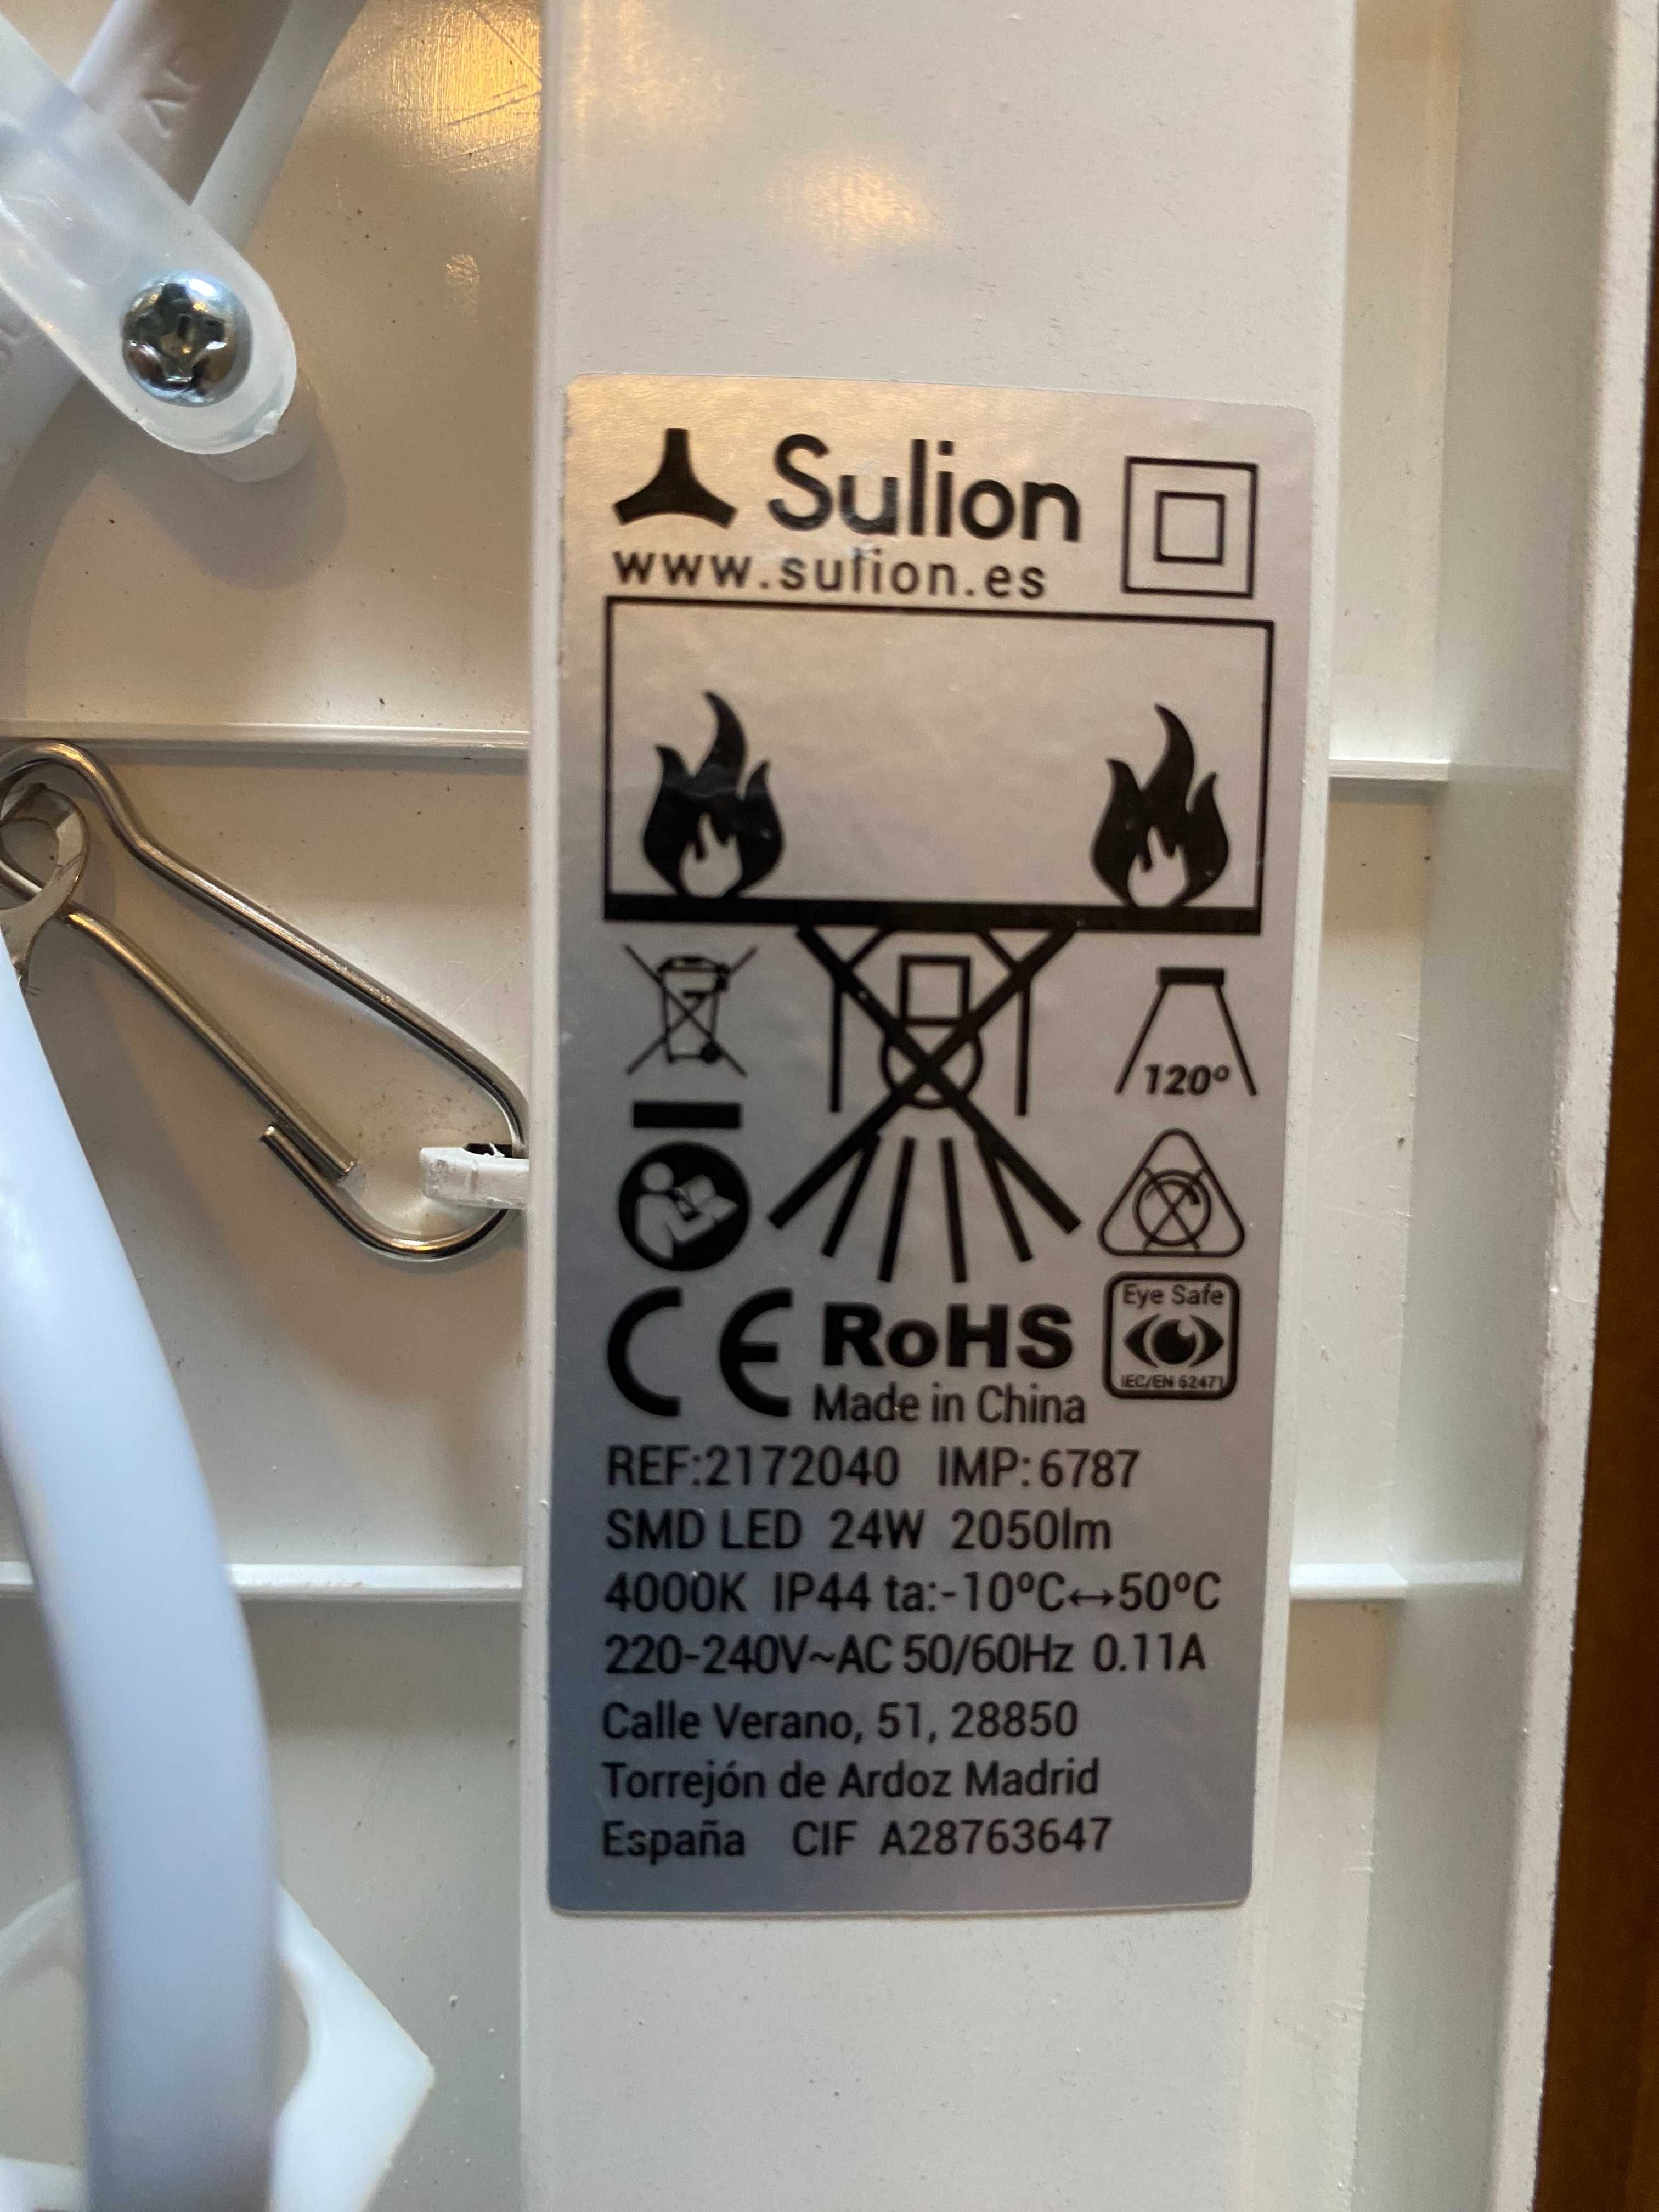 Sulion
www.sulion.es
120º
Eye Safe
IEC/EN 62471
CE RoHS
Made in China
REF:2172040 IMP:6787
SMD LED 24W 2050lm
4000K IP44 ta:-10ºC↔50ºC
220-240V~AC 50/60Hz 0.11A
Calle Verano, 51, 28850
Torrejón de Ardoz Madrid
España CIF A28763647